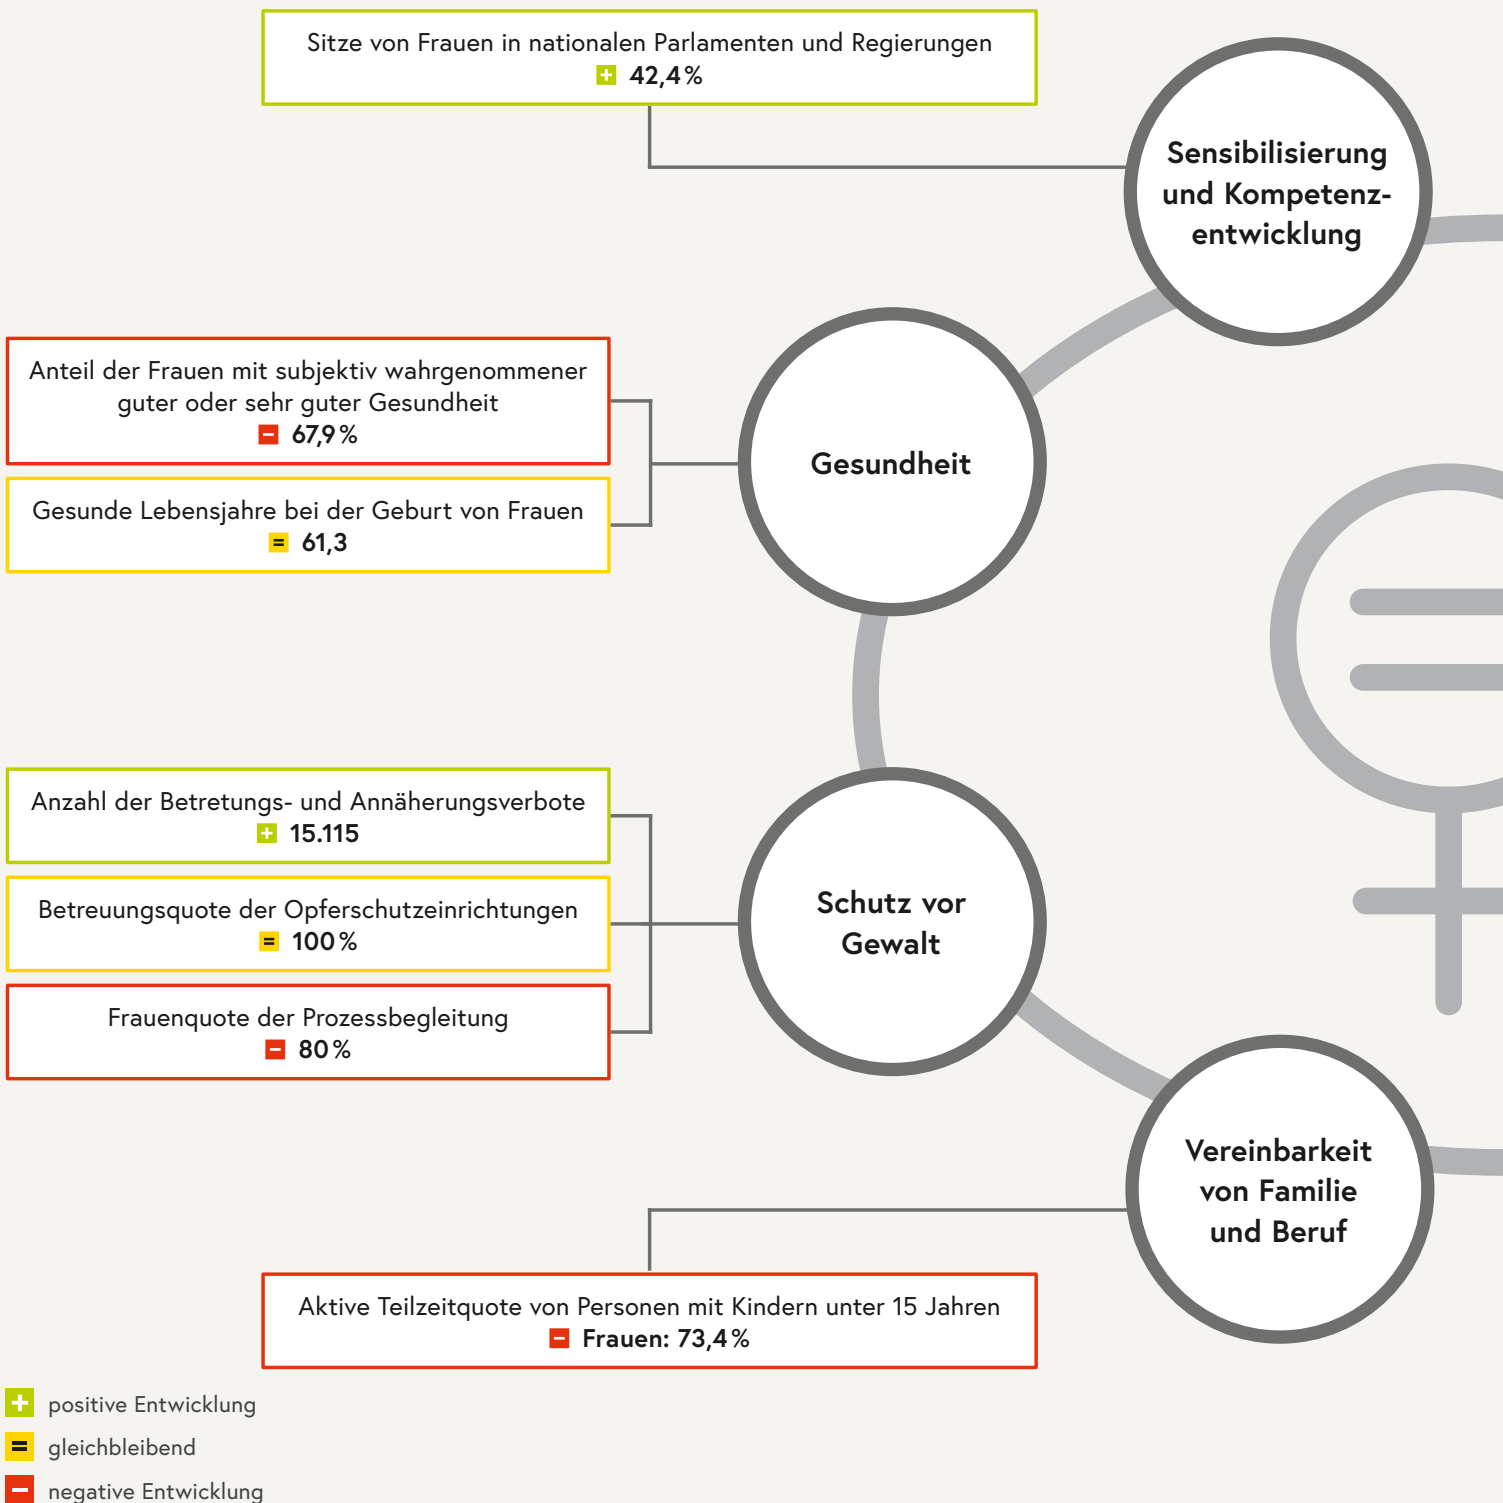 Sitze von Frauen in nationalen Parlamenten und Regierungen
+ 42,4 %
Sensibilisierung
und Kompetenz-
entwicklung
Anteil der Frauen mit subjektiv wahrgenommener
guter oder sehr guter Gesundheit
− 67,9 %
Gesunde Lebensjahre bei der Geburt von Frauen
= 61,3
Gesundheit
Anzahl der Betretungs- und Annäherungsverbote
+ 15.115
Betreuungsquote der Opferschutzeinrichtungen
= 100 %
Frauenquote der Prozessbegleitung
− 80 %
Schutz vor
Gewalt
Vereinbarkeit
von Familie
und Beruf
Aktive Teilzeitquote von Personen mit Kindern unter 15 Jahren
− Frauen: 73,4 %
+ positive Entwicklung
= gleichbleibend
− negative Entwicklung